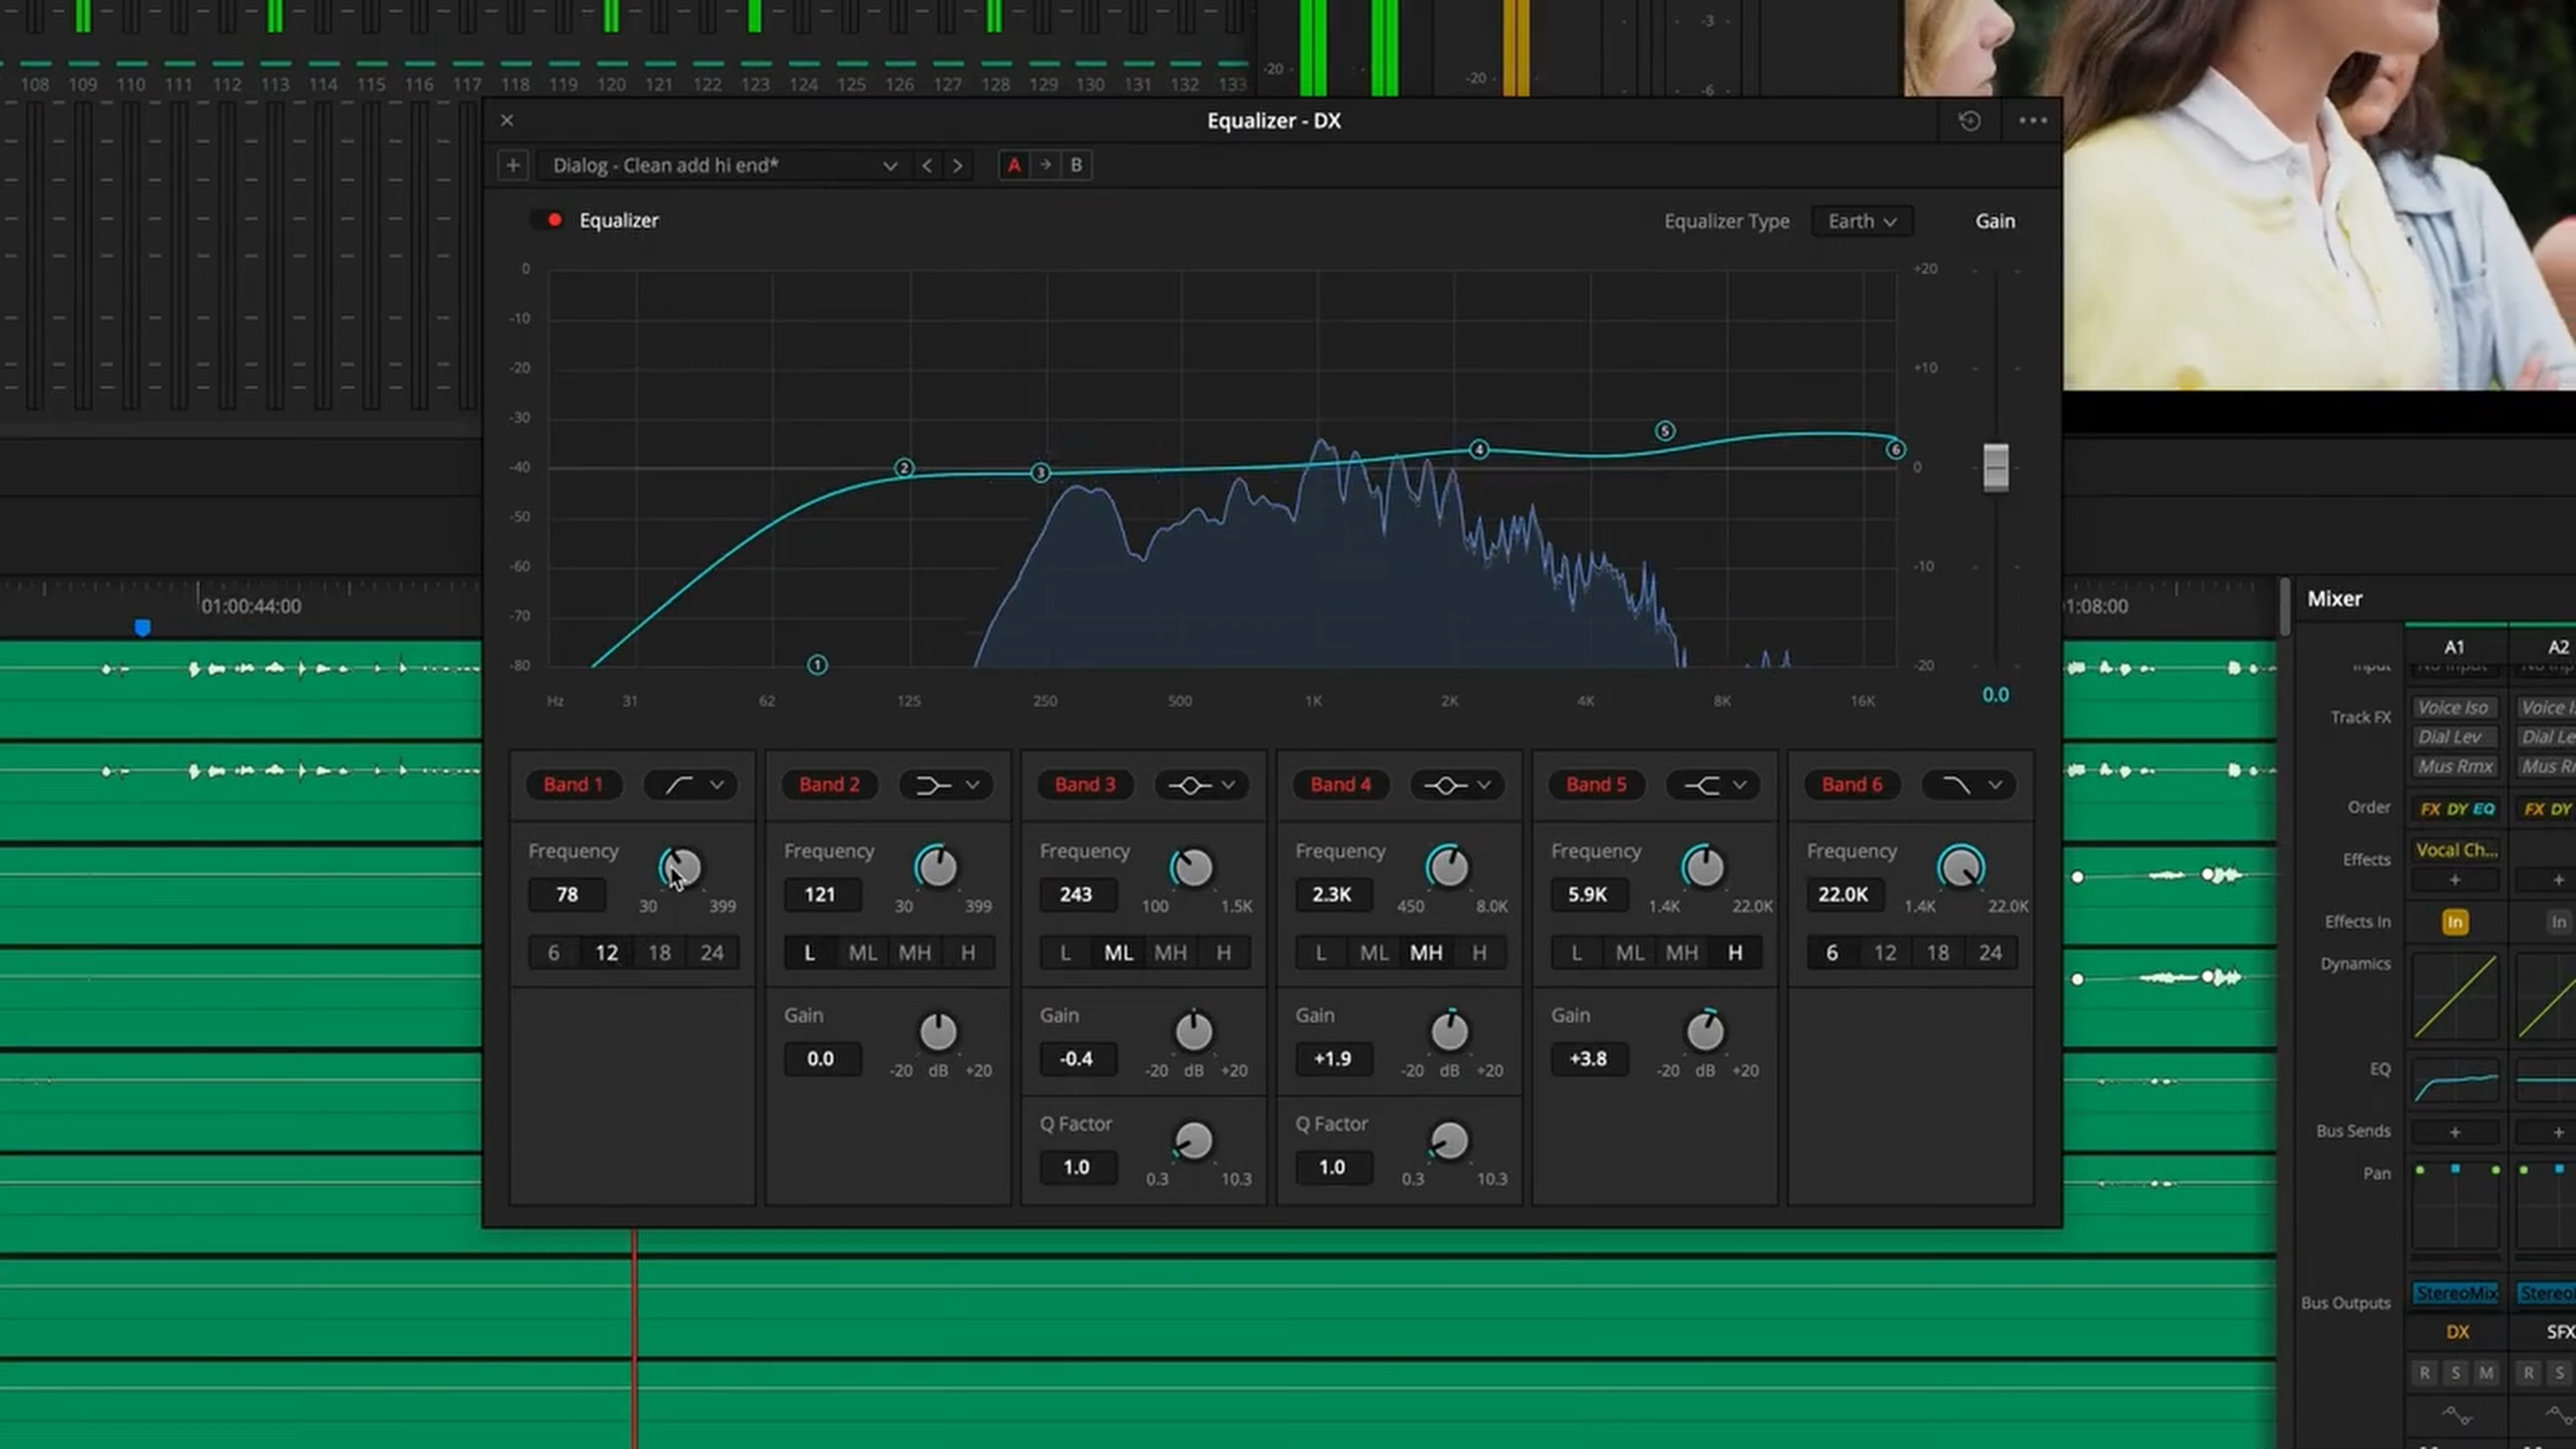 108 109 110 111 112 113 114 115 116 117 118 119 120 121 122 123 124 125 126 127 128 129 130 131 132 133
-20 -20 -3
-6
Equalizer - DX
Dialog - Clean add hi end* A B
Equalizer Equalizer Type Earth Gain
0 +20
-10
-20 +10
-30
-40 0
-50
-60 -10
-70
-80 -20
2 3 4 5 6
1
Hz 31 62 125 250 500 1K 2K 4K 8K 16K 0.0
Band 1 Band 2 Band 3 Band 4 Band 5 Band 6
Frequency Frequency Frequency Frequency Frequency Frequency
78 30 399 121 30 399 243 100 1.5K 2.3K 450 8.0K 5.9K 1.4K 22.0K 22.0K 1.4K 22.0K
6 12 18 24 L ML MH H L ML MH H L ML MH H L ML MH H 6 12 18 24
Gain Gain Gain Gain
0.0 -20 dB +20 -0.4 -20 dB +20 +1.9 -20 dB +20 +3.8 -20 dB +20
Q Factor Q Factor
1.0 0.3 10.3 1.0 0.3 10.3
01:00:44:00
1:08:00
Mixer
A1 A2
Input No Input
Track FX Voice Iso Voice I
Dial Lev Dial Le
Mus Rmx Mus R
Order FX DY EQ FX DY
Effects Vocal Ch...
+ +
Effects In In In
Dynamics
EQ
Bus Sends + +
Pan
Bus Outputs StereoMix Stereo
DX SFX
R S M R S